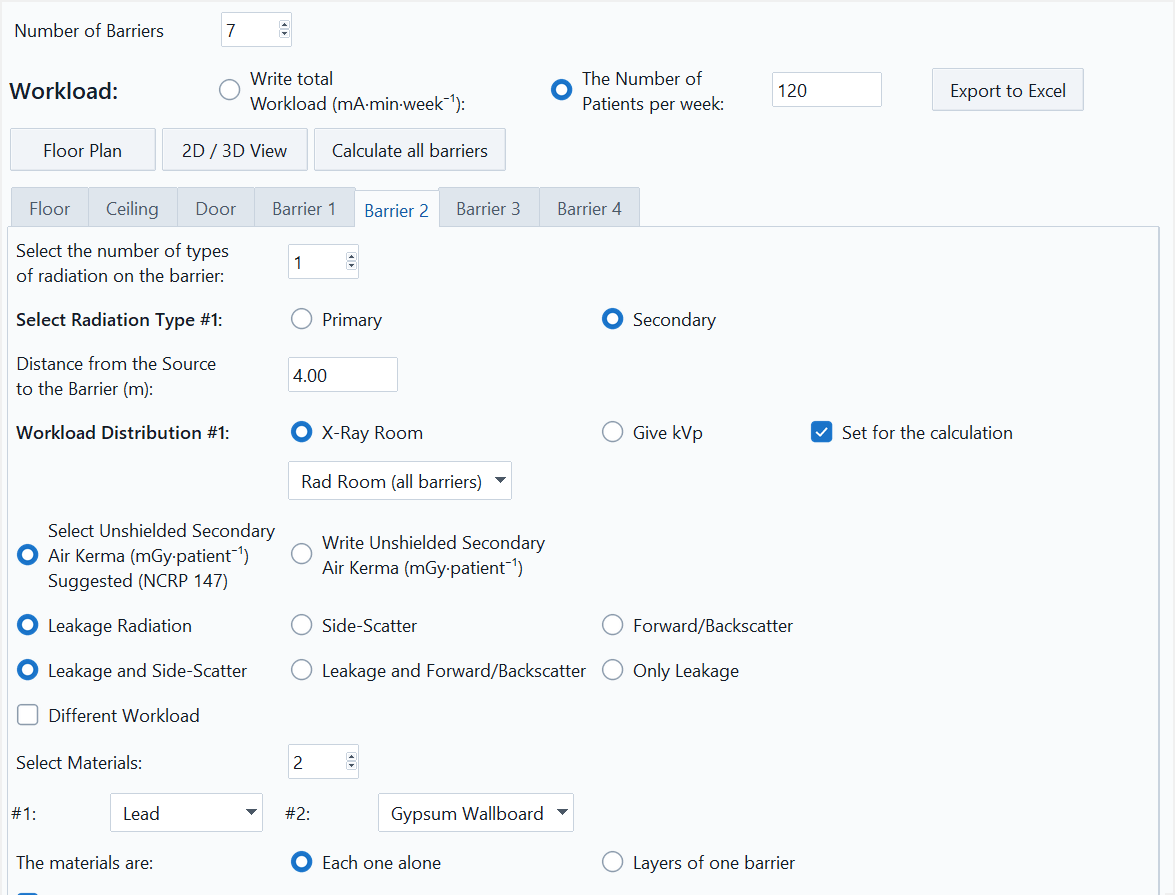 Number of Barriers 7
Workload: Write total Workload (mA·min·week⁻¹): The Number of Patients per week: 120 Export to Excel
Floor Plan 2D / 3D View Calculate all barriers
Floor Ceiling Door Barrier 1 Barrier 2 Barrier 3 Barrier 4
Select the number of types
of radiation on the barrier: 1
Select Radiation Type #1: Primary Secondary
Distance from the Source
to the Barrier (m): 4.00
Workload Distribution #1: X-Ray Room Give kVp Set for the calculation
Rad Room (all barriers)
Select Unshielded Secondary
Air Kerma (mGy·patient⁻¹)
Suggested (NCRP 147)
Write Unshielded Secondary
Air Kerma (mGy·patient⁻¹)
Leakage Radiation Side-Scatter Forward/Backscatter
Leakage and Side-Scatter Leakage and Forward/Backscatter Only Leakage
Different Workload
Select Materials: 2
#1: Lead #2: Gypsum Wallboard
The materials are: Each one alone Layers of one barrier